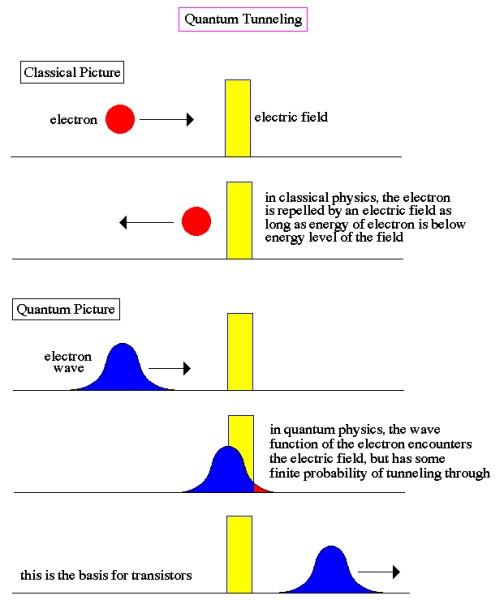 Quantum Tunneling
Classical Picture
electron
electric field
in classical physics, the electron
is repelled by an electric field as
long as energy of electron is below
energy level of the field
Quantum Picture
electron
wave
in quantum physics, the wave
function of the electron encounters
the electric field, but has some
finite probability of tunneling through
this is the basis for transistors